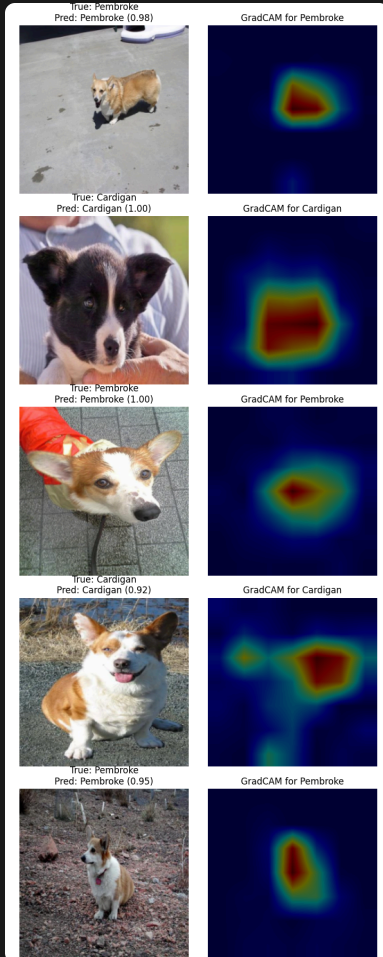 True: Pembroke
Pred: Pembroke (0.98)
GradCAM for Pembroke
True: Cardigan
Pred: Cardigan (1.00)
GradCAM for Cardigan
True: Pembroke
Pred: Pembroke (1.00)
GradCAM for Pembroke
True: Cardigan
Pred: Cardigan (0.92)
GradCAM for Cardigan
True: Pembroke
Pred: Pembroke (0.95)
GradCAM for Pembroke